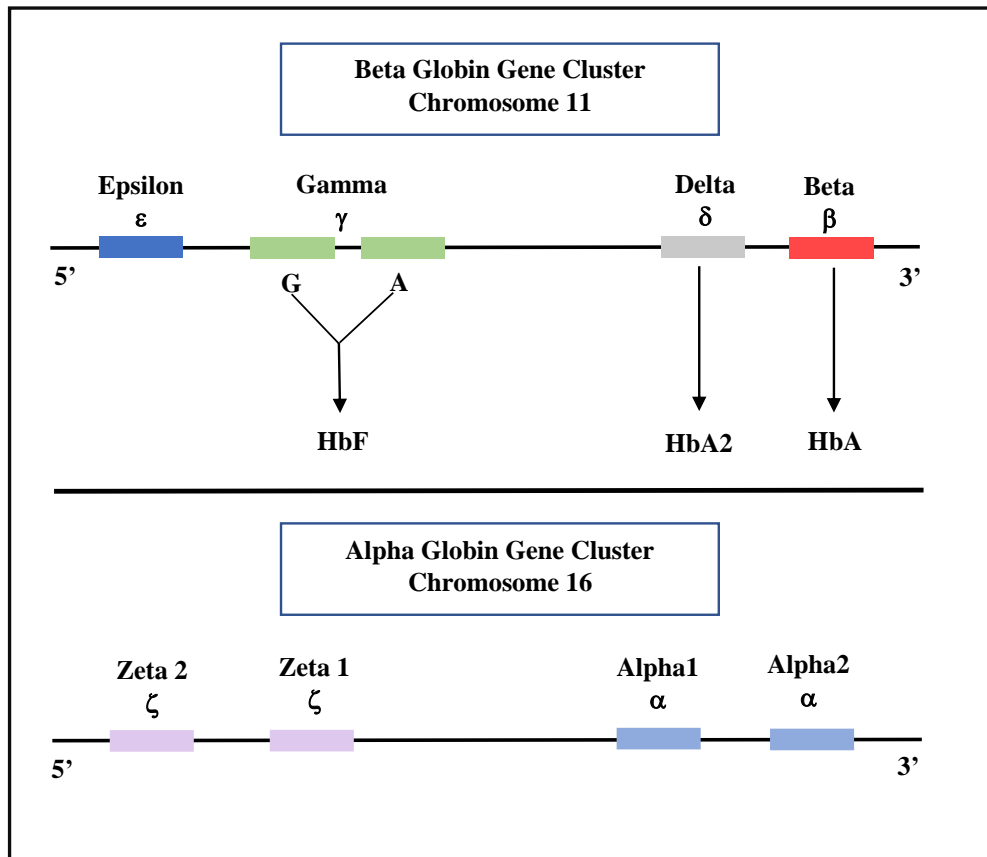 Beta Globin Gene Cluster
Chromosome 11
Epsilon Gamma Delta Beta
ε γ δ β
5’ 3’
G A
HbF HbA2 HbA
Alpha Globin Gene Cluster
Chromosome 16
Zeta 2 Zeta 1 Alpha1 Alpha2
ζ ζ α α
5’ 3’